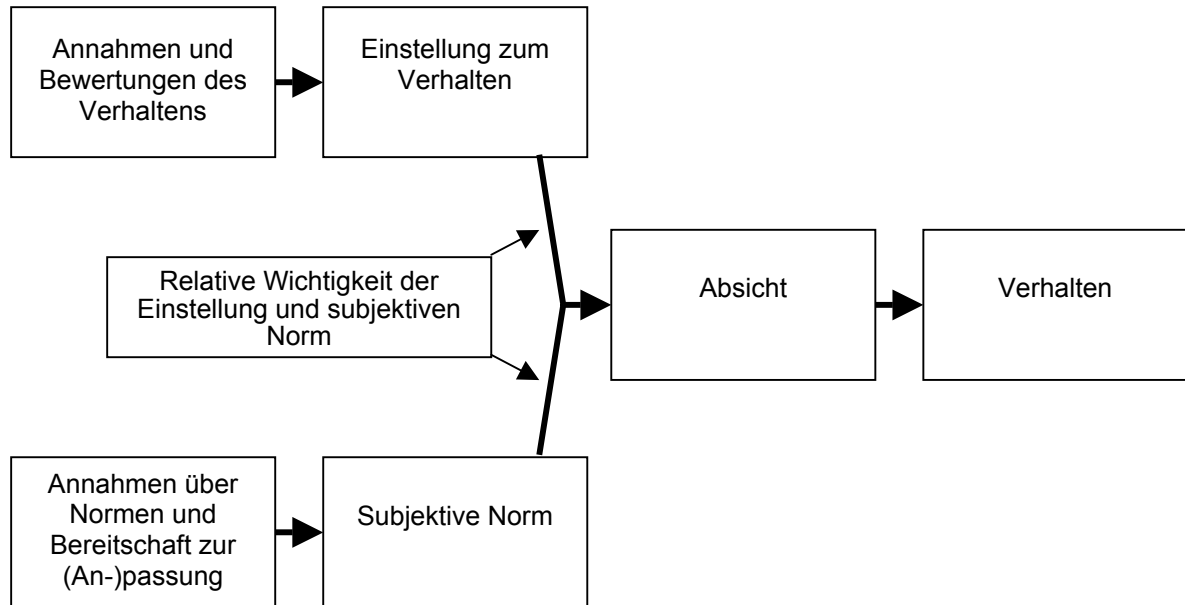 Annahmen und
Bewertungen des
Verhaltens
Einstellung zum
Verhalten
Relative Wichtigkeit der
Einstellung und subjektiven
Norm
Absicht
Verhalten
Annahmen über
Normen und
Bereitschaft zur
(An-)passung
Subjektive Norm